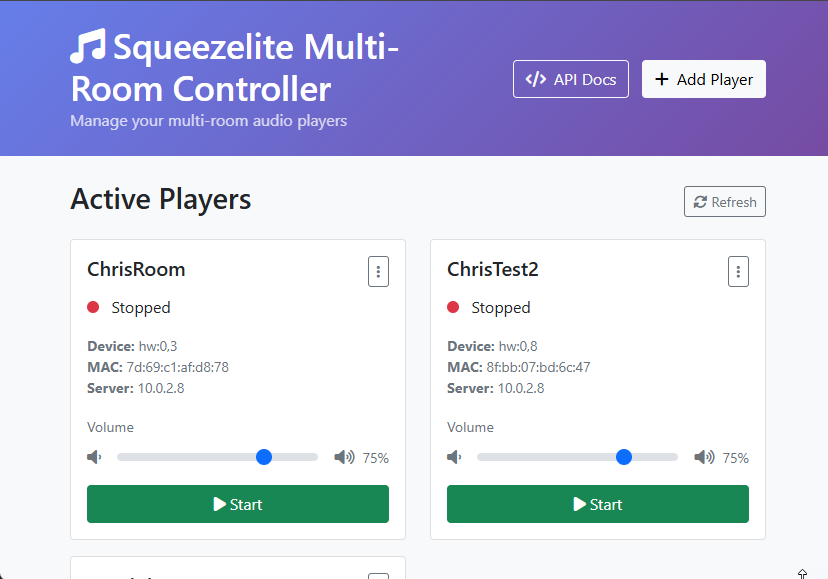 Squeezelite Multi-
Room Controller
Manage your multi-room audio players
API Docs
Add Player
Active Players
Refresh
ChrisRoom
Stopped
Device: hw:0,3
MAC: 7d:69:c1:af:d8:78
Server: 10.0.2.8
Volume
75%
Start
ChrisTest2
Stopped
Device: hw:0,8
MAC: 8f:bb:07:bd:6c:47
Server: 10.0.2.8
Volume
75%
Start